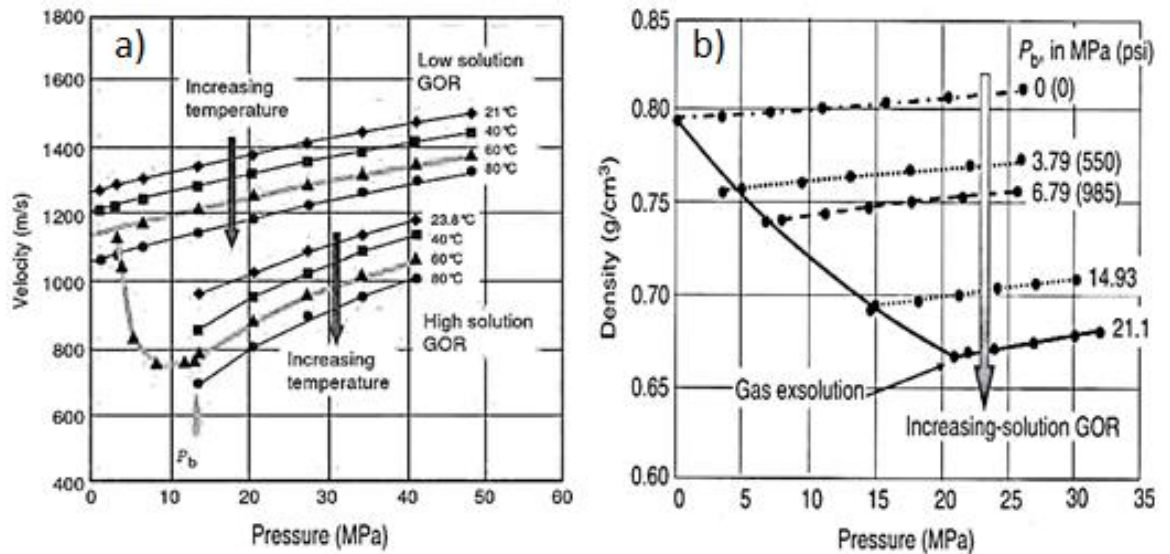 a)
1800
1600
1400
1200
1000
800
600
400
Velocity (m/s)
Increasing
temperature
Low solution
GOR
21°C
40°C
60°C
80°C
23.8°C
40°C
60°C
80°C
High solution
GOR
Increasing
temperature
Pb
0 10 20 30 40 50 60
Pressure (MPa)
b)
0.85
0.80
0.75
0.70
0.65
0.60
Density (g/cm³)
Pb, in MPa (psi)
0 (0)
3.79 (550)
6.79 (985)
14.93
21.1
Gas exsolution
Increasing-solution GOR
0 5 10 15 20 25 30 35
Pressure (MPa)